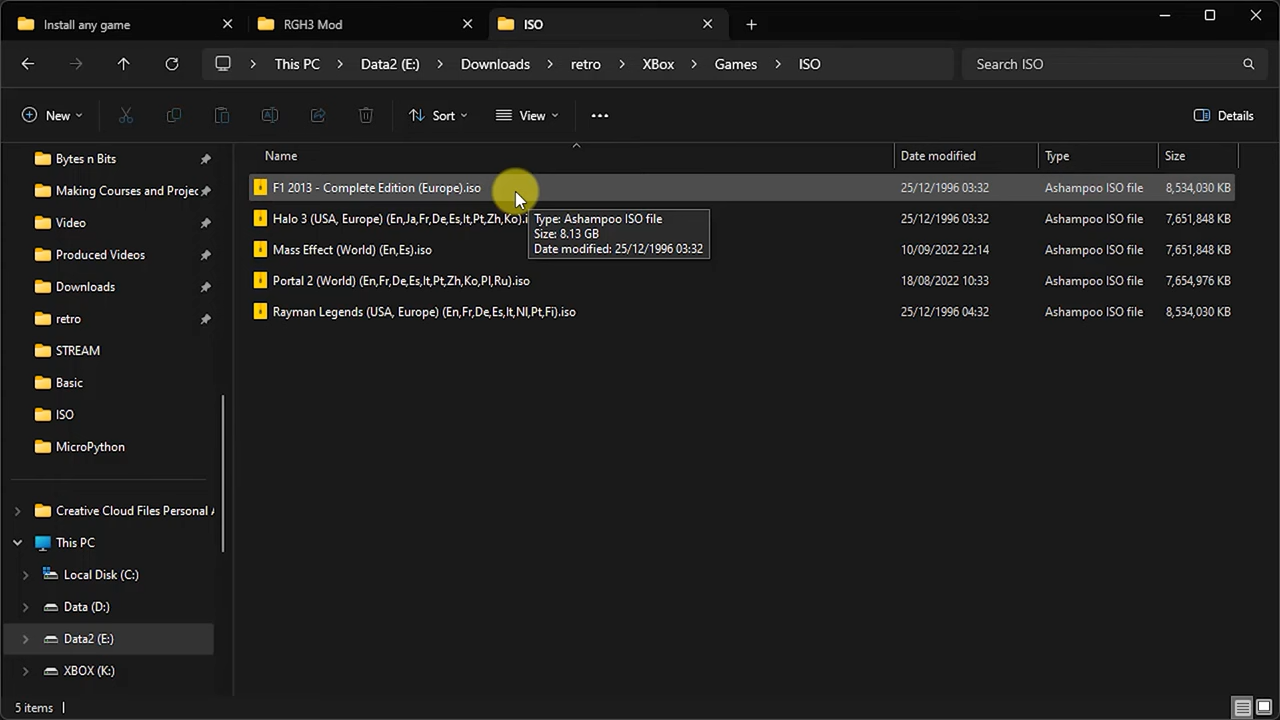 Install any game
RGH3 Mod
ISO
This PC
Data2 (E:)
Downloads
retro
XBox
Games
ISO
Search ISO
New
Sort
View
Details
Name
Date modified
Type
Size
F1 2013 - Complete Edition (Europe).iso
25/12/1996 03:32
Ashampoo ISO file
8,534,030 KB
Halo 3 (USA, Europe) (En,Ja,Fr,De,Es,It,Pt,Zh,Ko).i
25/12/1996 03:32
Ashampoo ISO file
7,651,848 KB
Mass Effect (World) (En,Es).iso
10/09/2022 22:14
Ashampoo ISO file
7,651,848 KB
Portal 2 (World) (En,Fr,De,Es,It,Pt,Zh,Ko,Pl,Ru).iso
18/08/2022 10:33
Ashampoo ISO file
7,654,976 KB
Rayman Legends (USA, Europe) (En,Fr,De,Es,It,Nl,Pt,Fi).iso
25/12/1996 04:32
Ashampoo ISO file
8,534,030 KB
Type: Ashampoo ISO file
Size: 8.13 GB
Date modified: 25/12/1996 03:32
Bytes n Bits
Making Courses and Projec
Video
Produced Videos
Downloads
retro
STREAM
Basic
ISO
MicroPython
Creative Cloud Files Personal A
This PC
Local Disk (C:)
Data (D:)
Data2 (E:)
XBOX (K:)
5 items